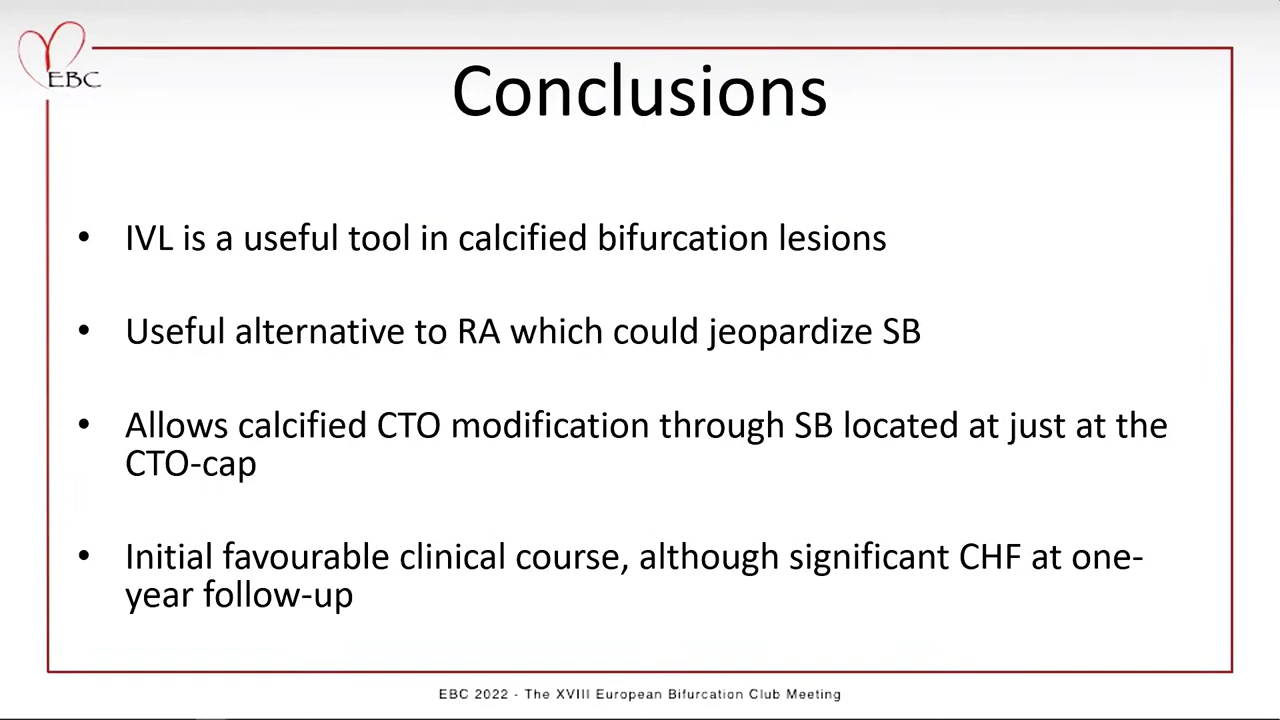 EBC
Conclusions
• IVL is a useful tool in calcified bifurcation lesions
• Useful alternative to RA which could jeopardize SB
• Allows calcified CTO modification through SB located at just at the
CTO-cap
• Initial favourable clinical course, although significant CHF at one-
year follow-up
EBC 2022 - The XVIII European Bifurcation Club Meeting